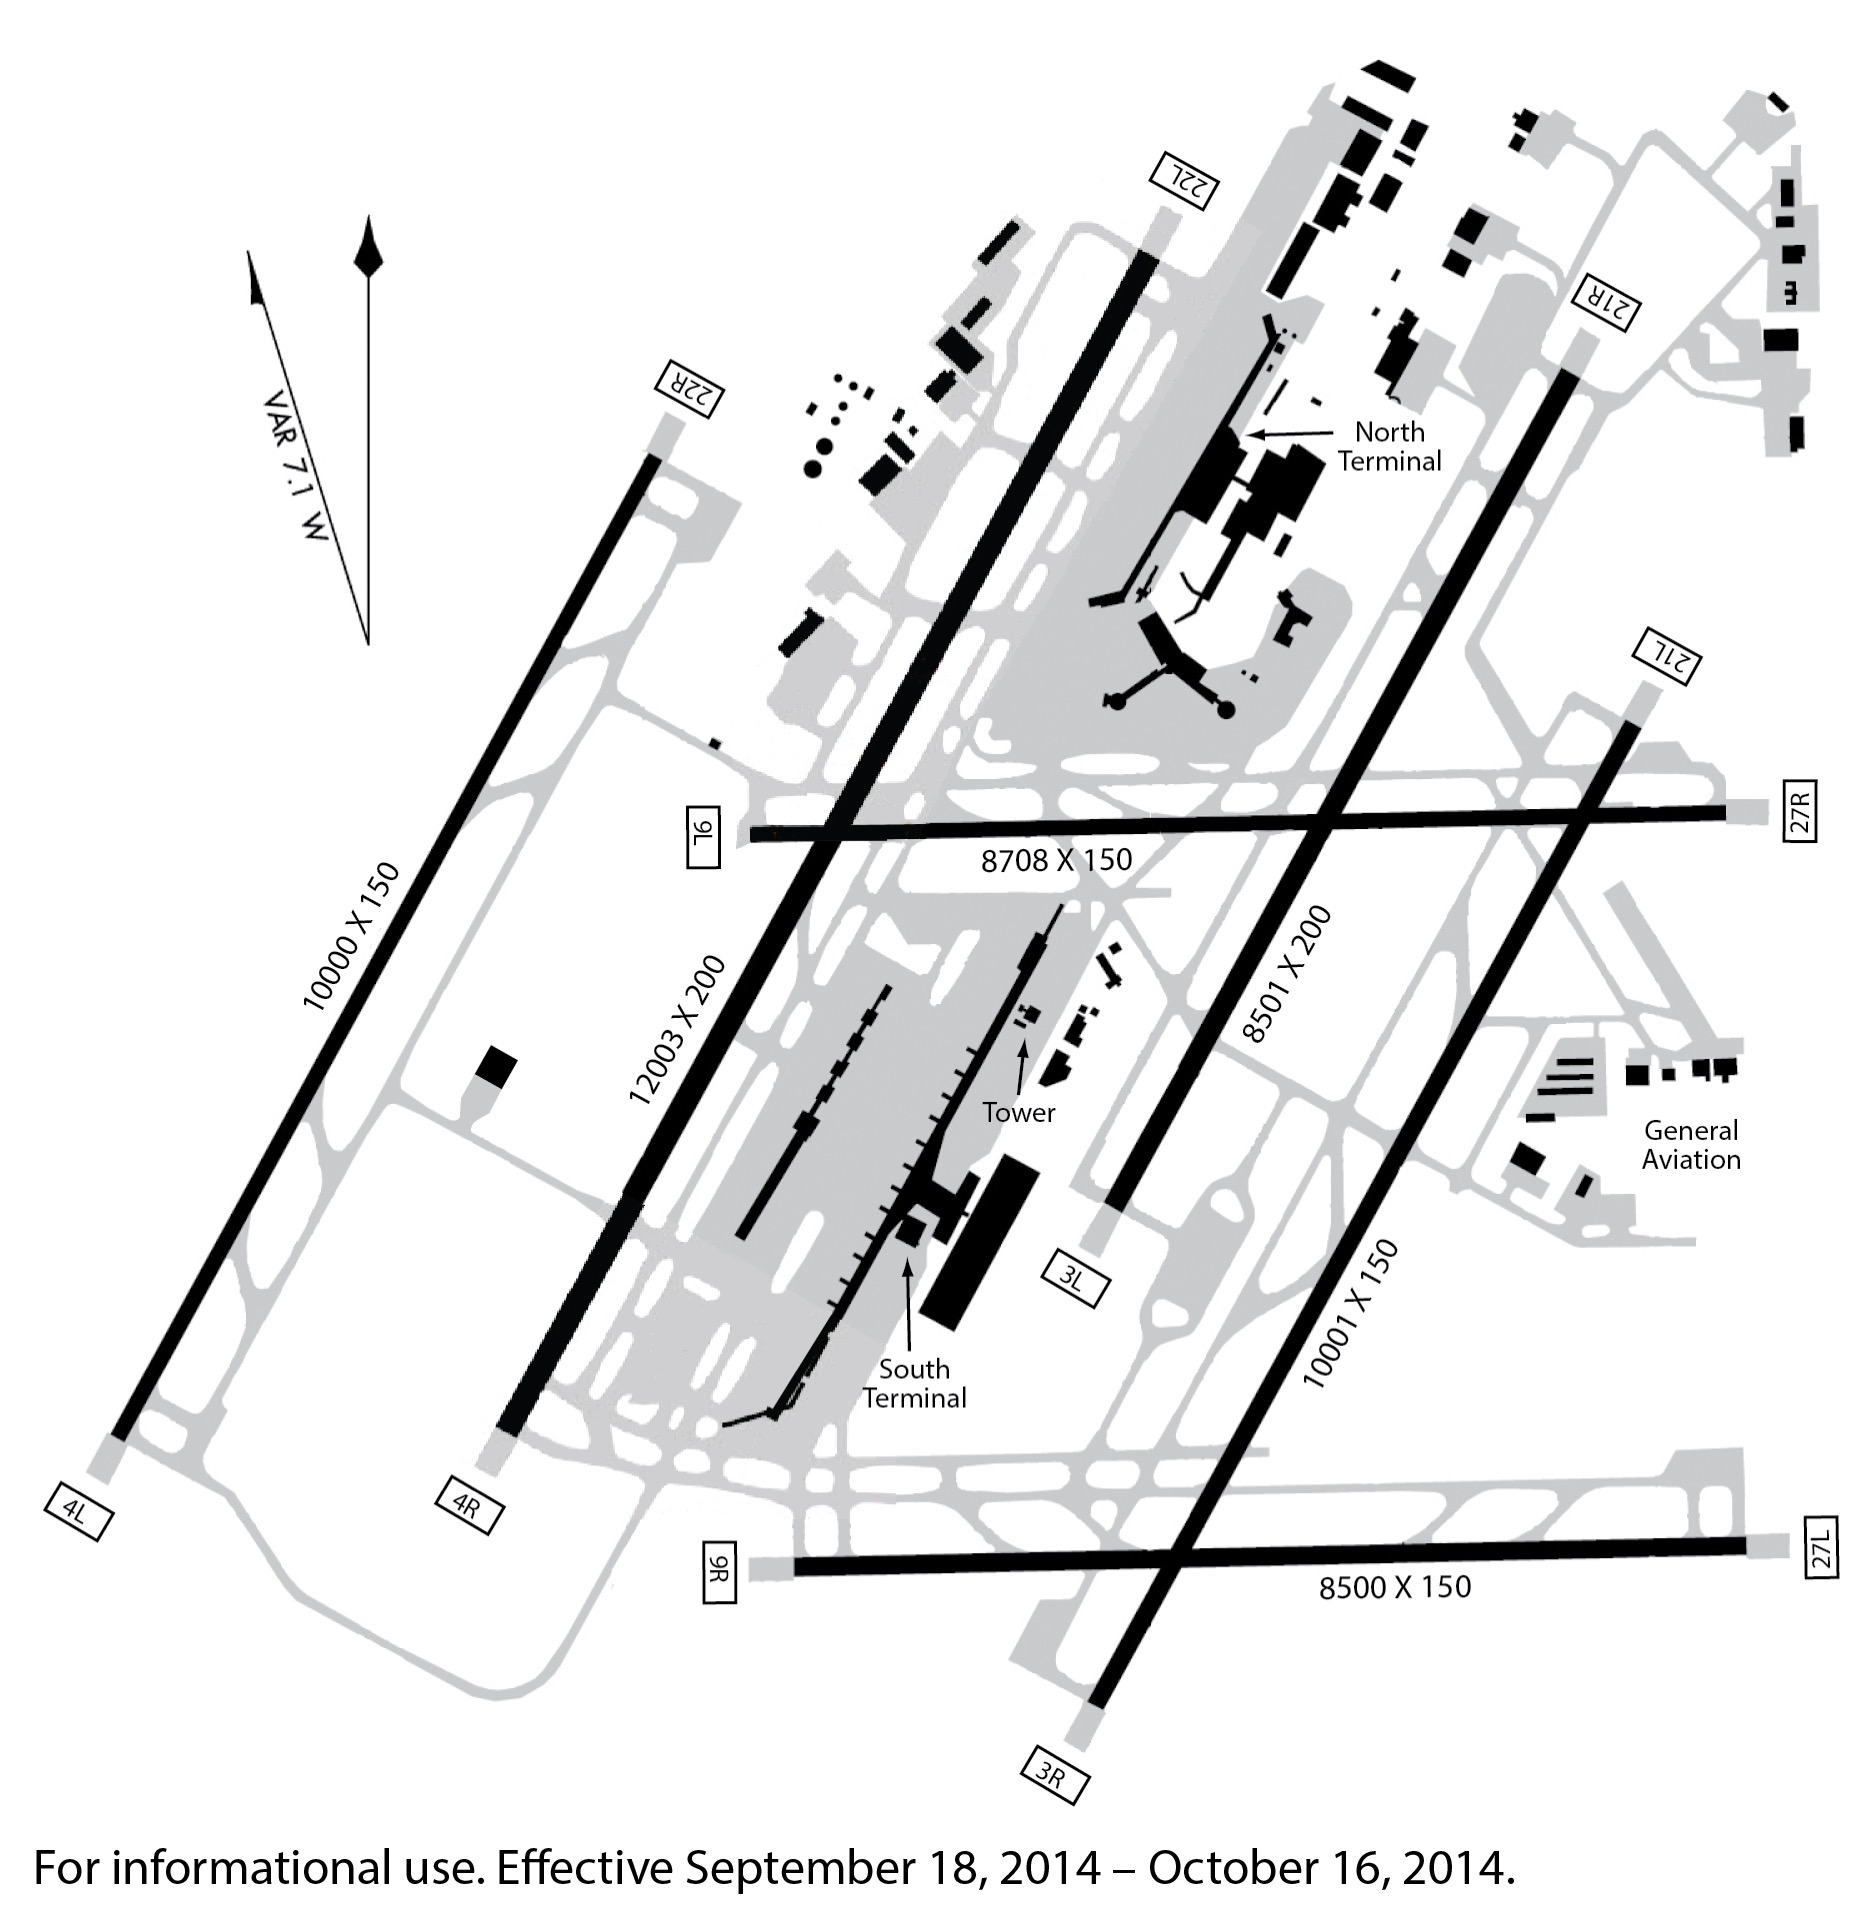 22L
21R
22R
VAR 7.1 W
North
Terminal
21L
9L
27R
8708 X 150
10000 X 150
12003 X 200
8501 X 200
Tower
General
Aviation
3L
10001 X 150
South
Terminal
4L
4R
9R
27L
8500 X 150
3R
For informational use. Effective September 18, 2014 – October 16, 2014.